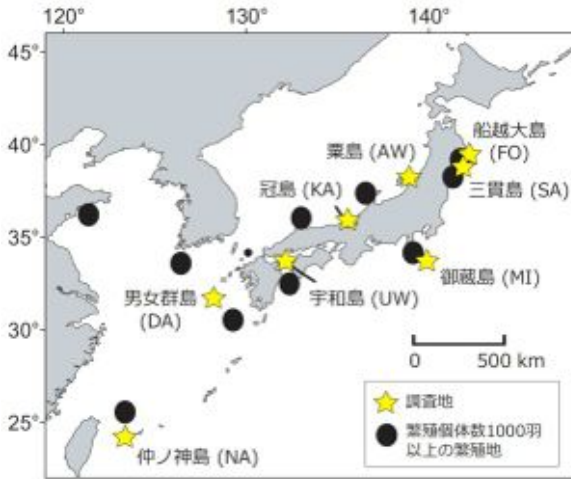 120°
130°
140°
45°
40°
35°
30°
25°
船越大島
(FO)
粟島 (AW)
冠島 (KA)
三貫島 (SA)
御蔵島 (MI)
男女群島
(DA)
宇和島 (UW)
0 500 km
調査地
繁殖個体数1000羽
以上の繁殖地
仲ノ神島 (NA)